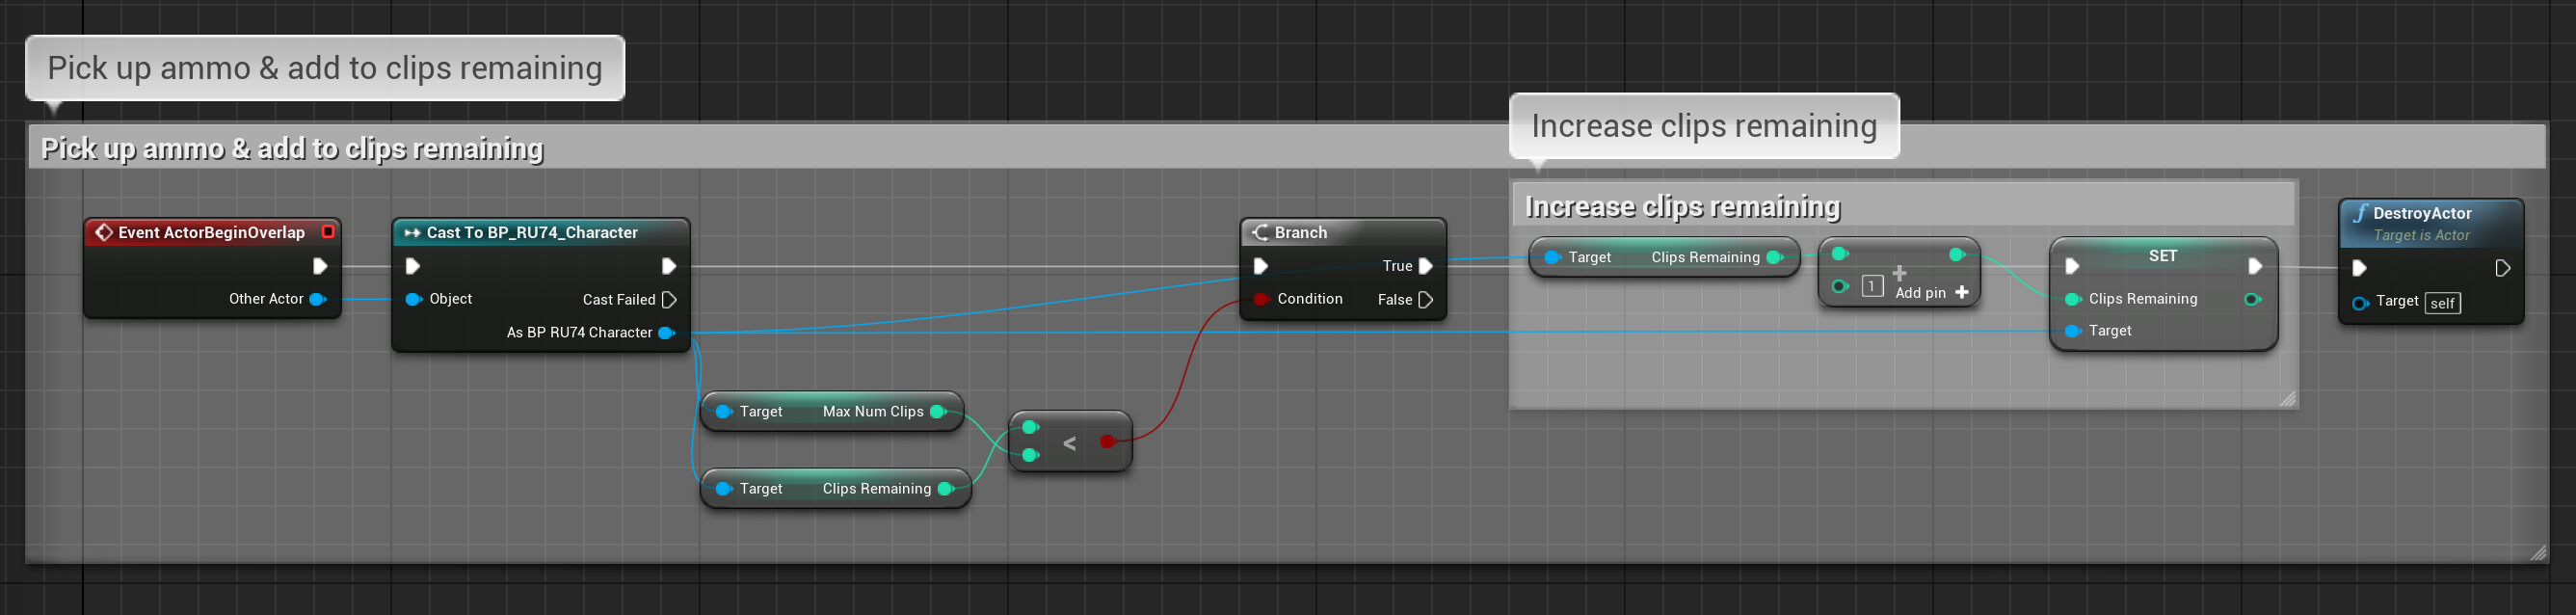 Pick up ammo & add to clips remaining
Increase clips remaining
Pick up ammo & add to clips remaining
Increase clips remaining
Event ActorBeginOverlap
Other Actor
Cast To BP_RU74_Character
Object
Cast Failed
As BP RU74 Character
Target Max Num Clips
Target Clips Remaining
<
Branch
True
Condition False
Target Clips Remaining
+
1 Add pin +
SET
Clips Remaining
Target
f DestroyActor
Target is Actor
Target self